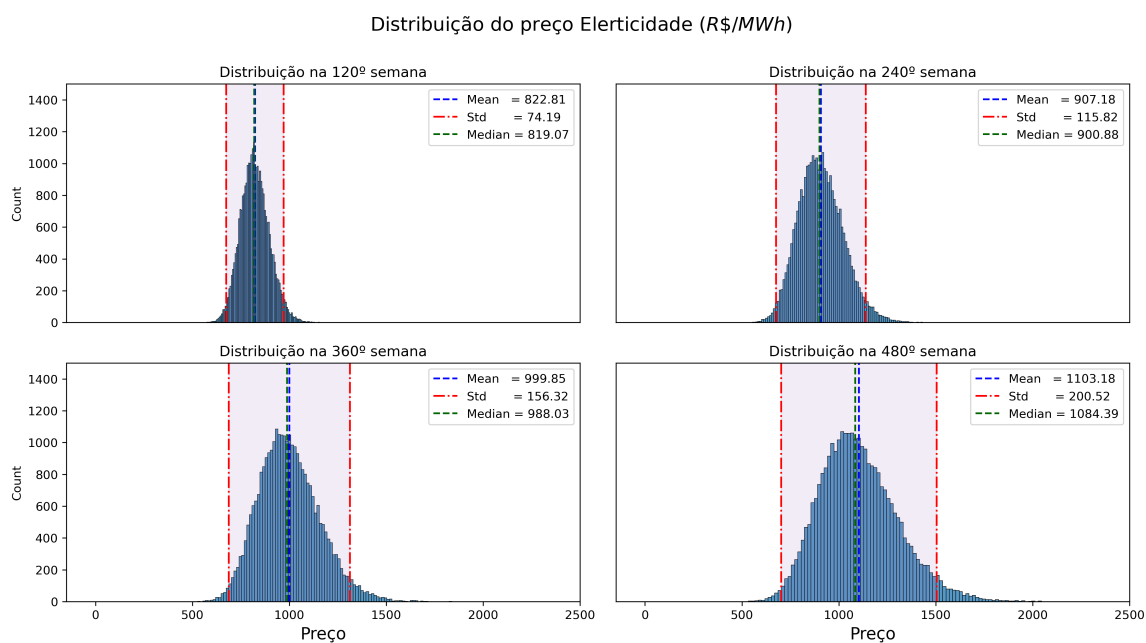 Distribuição do preço Elerticidade (R$/MWh)
Distribuição na 120º semana
Mean = 822.81
Std = 74.19
Median = 819.07
1400
1200
1000
800
600
400
200
0
Count
Distribuição na 240º semana
Mean = 907.18
Std = 115.82
Median = 900.88
Distribuição na 360º semana
Mean = 999.85
Std = 156.32
Median = 988.03
1400
1200
1000
800
600
400
200
0
Count
0 500 1000 1500 2000 2500
Preço
Distribuição na 480º semana
Mean = 1103.18
Std = 200.52
Median = 1084.39
0 500 1000 1500 2000 2500
Preço